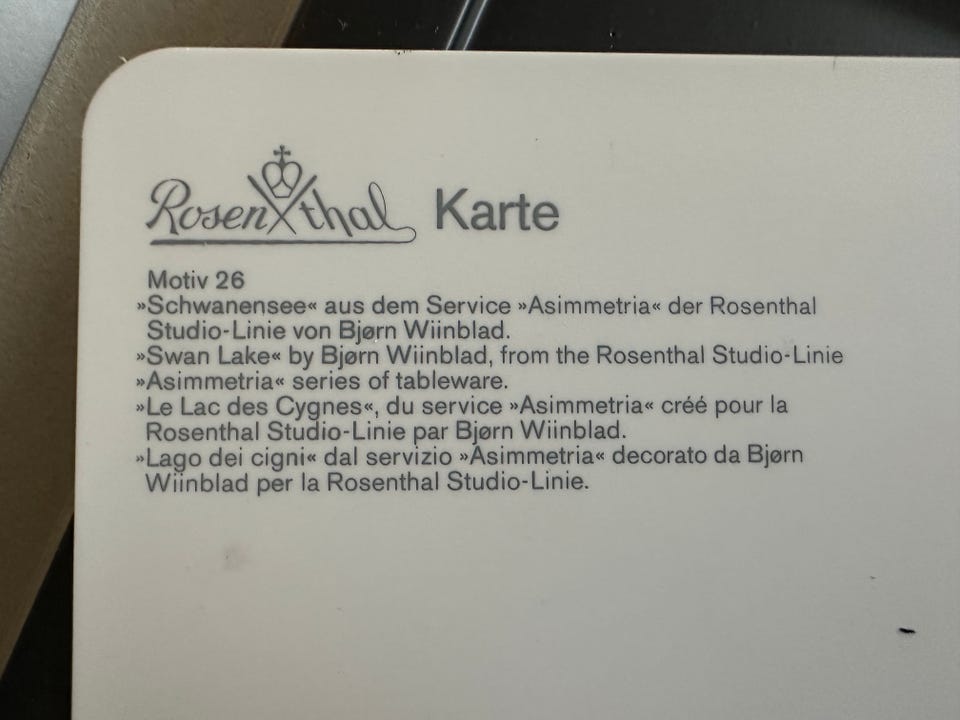 Rosenthal Karte
Motiv 26
»Schwanensee« aus dem Service »Asimmetria« der Rosenthal
Studio-Linie von Bjørn Wiinblad.
»Swan Lake« by Bjørn Wiinblad, from the Rosenthal Studio-Linie
»Asimmetria« series of tableware.
»Le Lac des Cygnes«, du service »Asimmetria« créé pour la
Rosenthal Studio-Linie par Bjørn Wiinblad.
»Lago dei cigni« dal servizio »Asimmetria« decorato da Bjørn
Wiinblad per la Rosenthal Studio-Linie.